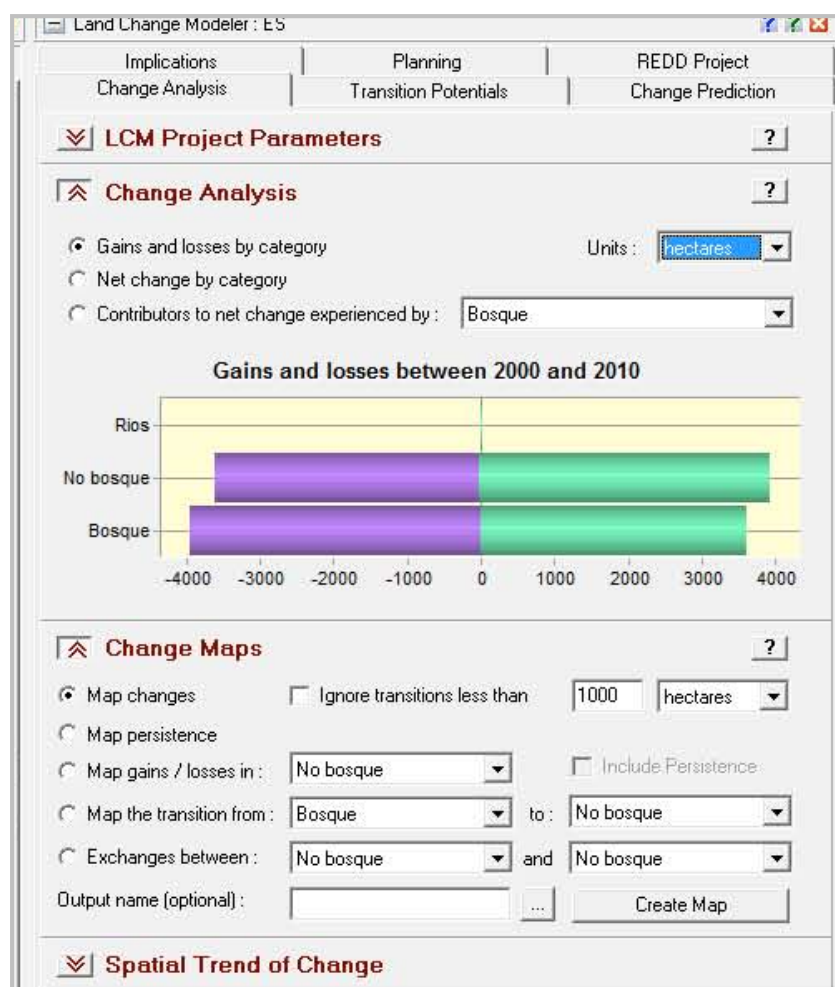 Land Change Modeler : ES
Implications Planning REDD Project
Change Analysis Transition Potentials Change Prediction
LCM Project Parameters ?
Change Analysis ?
Gains and losses by category Units : hectares
Net change by category
Contributors to net change experienced by : Bosque
Gains and losses between 2000 and 2010
Rios
No bosque
Bosque
-4000 -3000 -2000 -1000 0 1000 2000 3000 4000
Change Maps ?
Map changes Ignore transitions less than 1000 hectares
Map persistence
Map gains / losses in : No bosque Include Persistence
Map the transition from : Bosque to : No bosque
Exchanges between : No bosque and No bosque
Output name (optional) : ... Create Map
Spatial Trend of Change